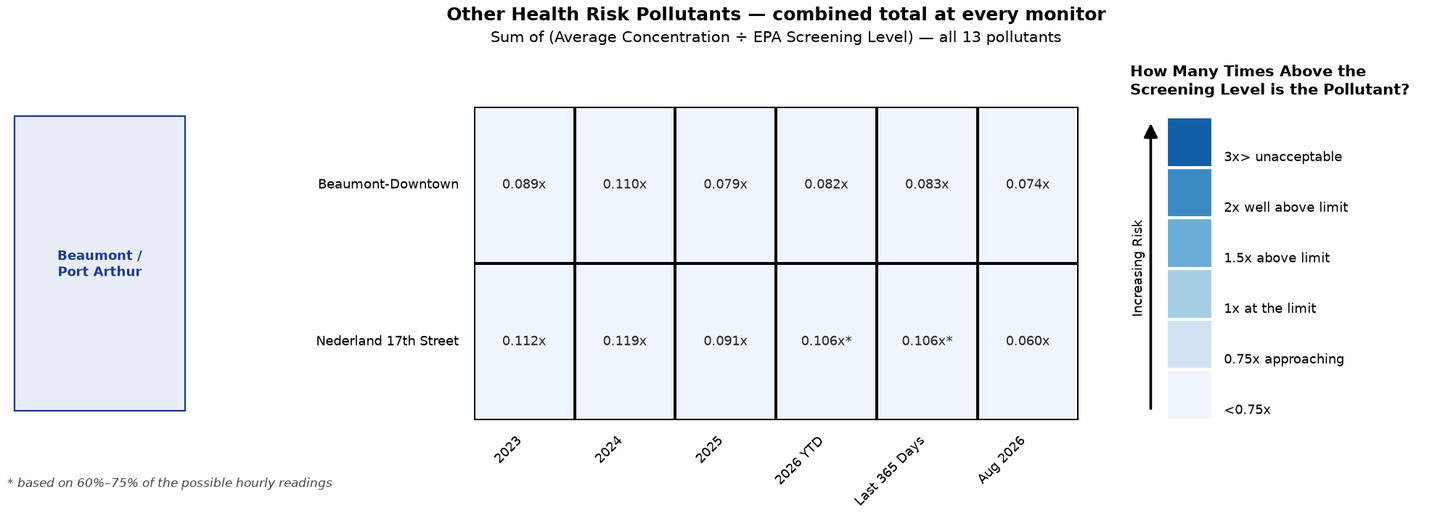 Other Health Risk Pollutants — combined total at every monitor
Sum of (Average Concentration ÷ EPA Screening Level) — all 13 pollutants
How Many Times Above the
Screening Level is the Pollutant?
Beaumont /
Port Arthur
Beaumont-Downtown 0.089x 0.110x 0.079x 0.082x 0.083x 0.074x
Nederland 17th Street 0.112x 0.119x 0.091x 0.106x* 0.106x* 0.060x
2023 2024 2025 2026 YTD Last 365 Days Aug 2026
Increasing Risk
3x> unacceptable
2x well above limit
1.5x above limit
1x at the limit
0.75x approaching
<0.75x
* based on 60%–75% of the possible hourly readings